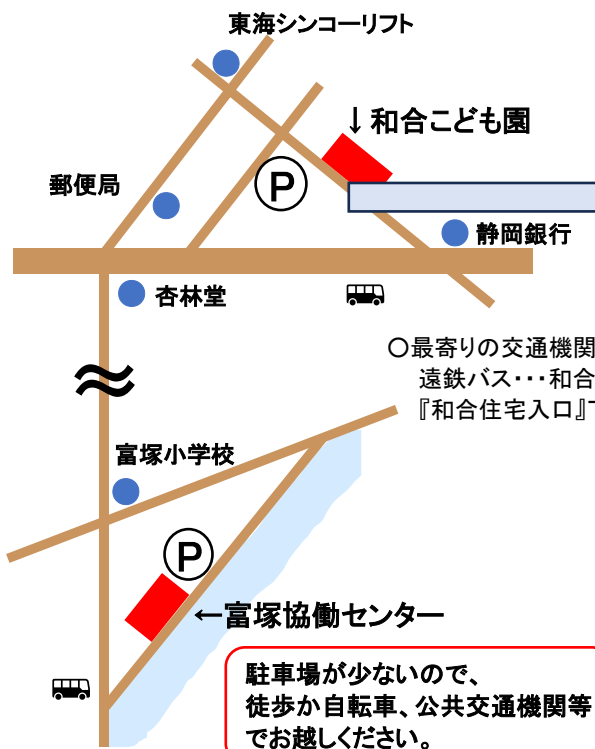 東海シンコーリフト
↓和合こども園
P
郵便局
静岡銀行
杏林堂
○最寄りの交通機関
遠鉄バス・・・和合
『和合住宅入口』
富塚小学校
P
←富塚協働センター
駐車場が少ないので、
徒歩か自転車、公共交通機関等
でお越しください。